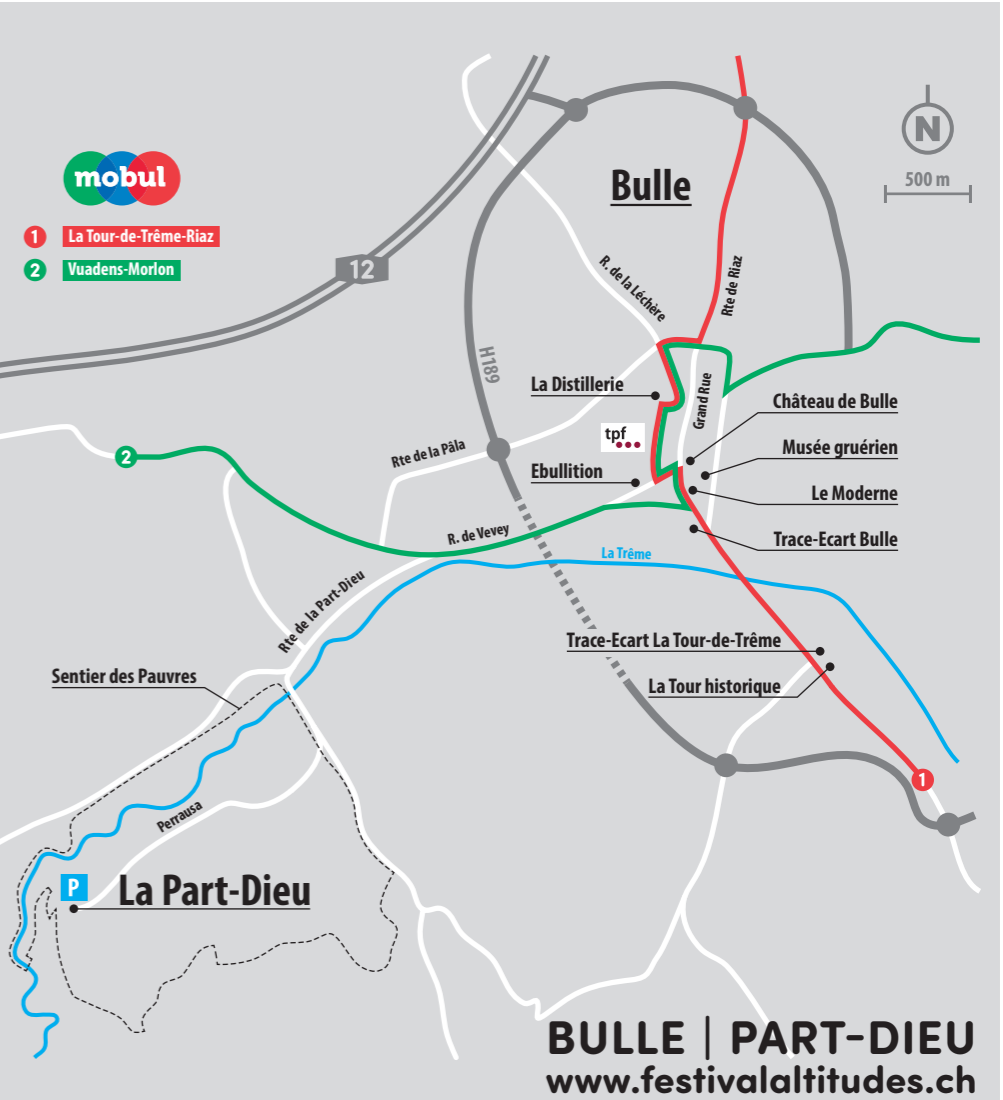 Bulle
N
500 m
mobul
1 La Tour-de-Trême-Riaz
2 Vuadens-Morlon
12
R. de la Léchère
Rte de Riaz
H189
La Distillerie
Grand Rue
Château de Bulle
tpf
Musée gruérien
2
Rte de la Pâla
Ebullition
Le Moderne
R. de Vevey
Trace-Ecart Bulle
La Trême
Rte de la Part-Dieu
Trace-Ecart La Tour-de-Trême
Sentier des Pauvres
La Tour historique
1
Perrausa
P
La Part-Dieu
BULLE | PART-DIEU
www.festivalaltitudes.ch